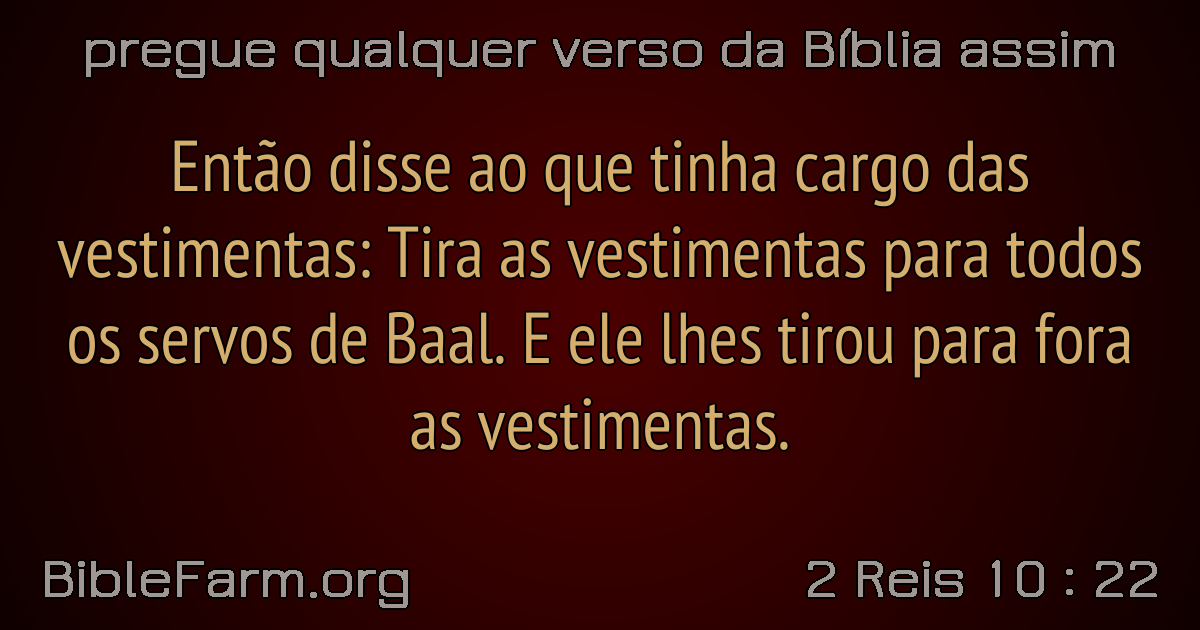 pregue qualquer verso da Bíblia assim
Então disse ao que tinha cargo das
vestimentas: Tira as vestimentas para todos
os servos de Baal. E ele lhes tirou para fora
as vestimentas.
BibleFarm.org
2 Reis 10 : 22